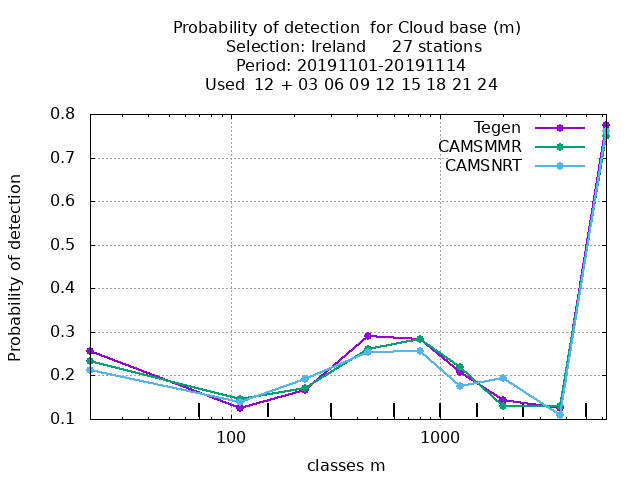 Probability of detection  for Cloud base (m)
Selection: Ireland     27 stations
Period: 20191101-20191114
Used  12 + 03 06 09 12 15 18 21 24
Tegen
CAMSMMR
CAMSNRT
0.8
0.7
0.6
0.5
0.4
0.3
0.2
0.1
Probability of detection
100
1000
classes m